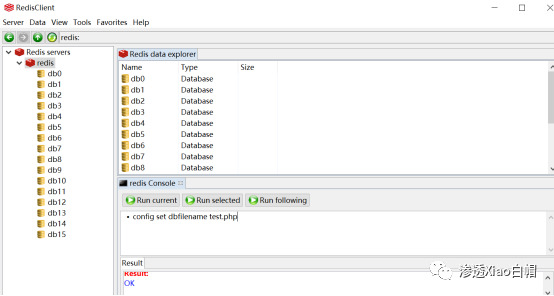 RedisClient
Server Data View Tools Favorites Help
redis:
Redis servers
redis
db0
db1
db2
db3
db4
db5
db6
db7
db8
db9
db10
db11
db12
db13
db14
db15
Redis data explorer
Name Type Size
db0 Database
db1 Database
db2 Database
db3 Database
db4 Database
db5 Database
db6 Database
db7 Database
db8 Database
redis Console
Run current Run selected Run following
config set dbfilename test.php
Result
Result:
OK
渗透Xiao白帽